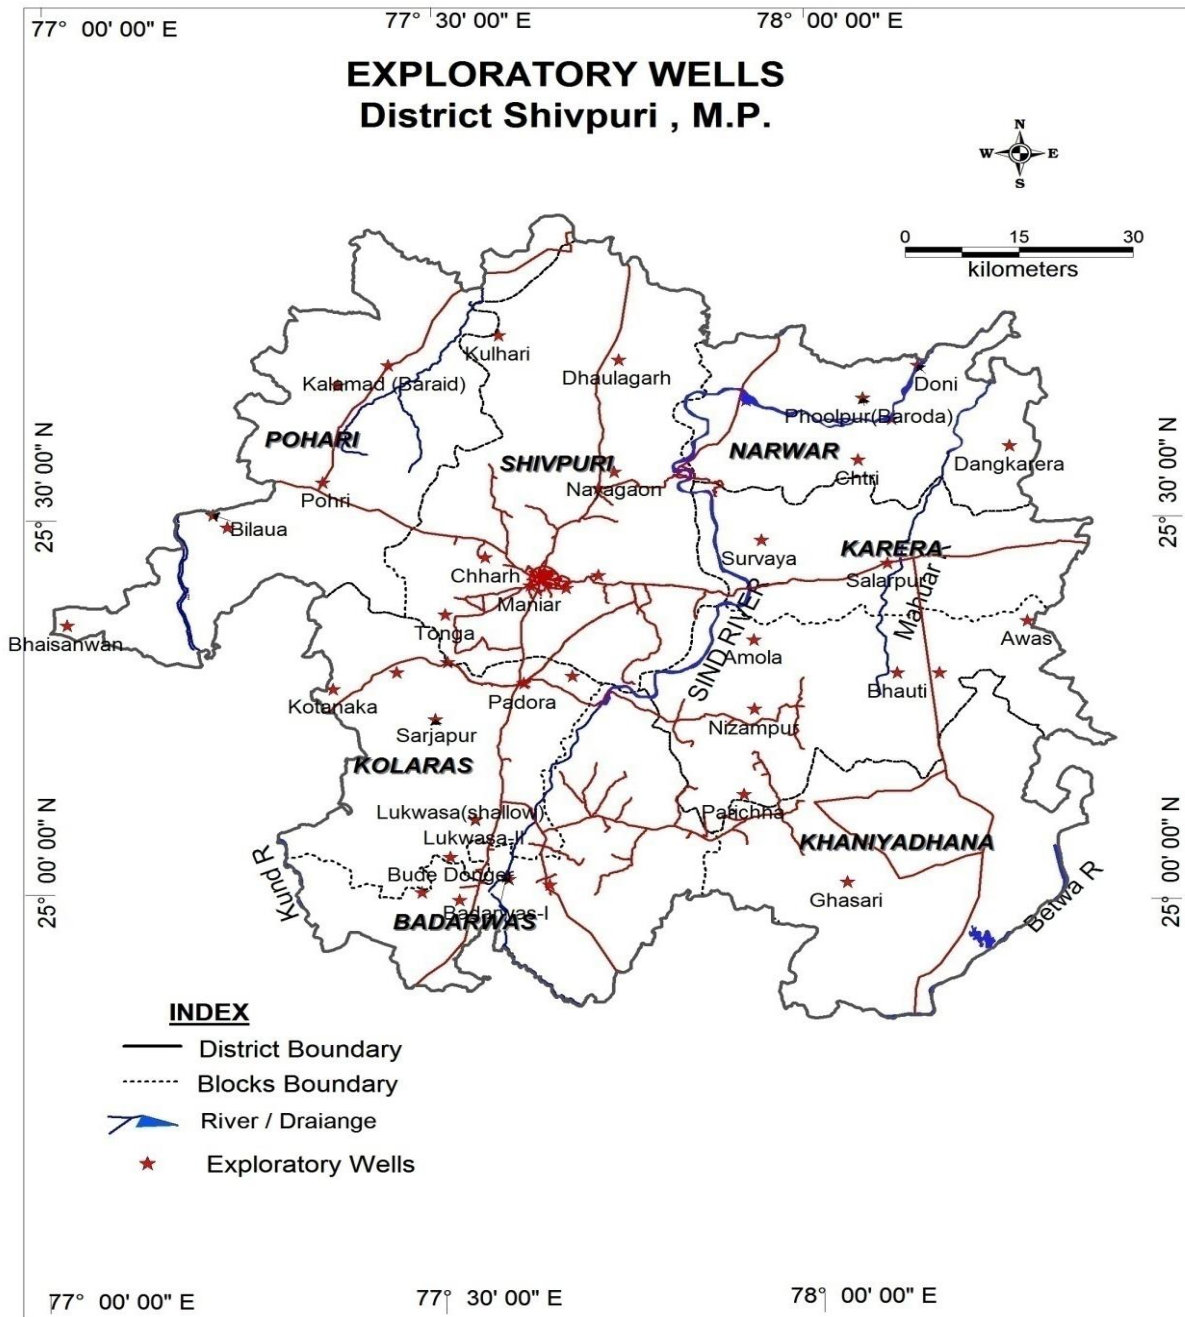 77° 00' 00" E
77° 30' 00" E
78° 00' 00" E
EXPLORATORY WELLS
District Shivpuri , M.P.
N
W
E
S
0
15
30
kilometers
Kulhari
Dhaulagarh
Kalamad (Baraid)
Doni
Phoolpur(Baroda)
POHARI
SHIVPURI
NARWAR
Dangkarera
Navagaon
Chtri
Pohri
25° 30' 00" N
25° 30' 00" N
Bilaua
Survaya
KARERA
Chharh
Salarpur
Maniar
SIND RIVER
Mahuar
Tonga
Awas
Bhaisanwan
Amola
Bhauti
Kotanaka
Padora
Nizampur
Sarjapur
KOLARAS
Lukwasa(shallow)
Parichha
Lukwasa-II
KHANIYADHANA
Kund R
Bude Donger
25° 00' 00" N
25° 00' 00" N
Ghasari
Badarwas-I
BADARWAS
Betwa R
INDEX
District Boundary
Blocks Boundary
River / Draiange
Exploratory Wells
77° 00' 00" E
77° 30' 00" E
78° 00' 00" E